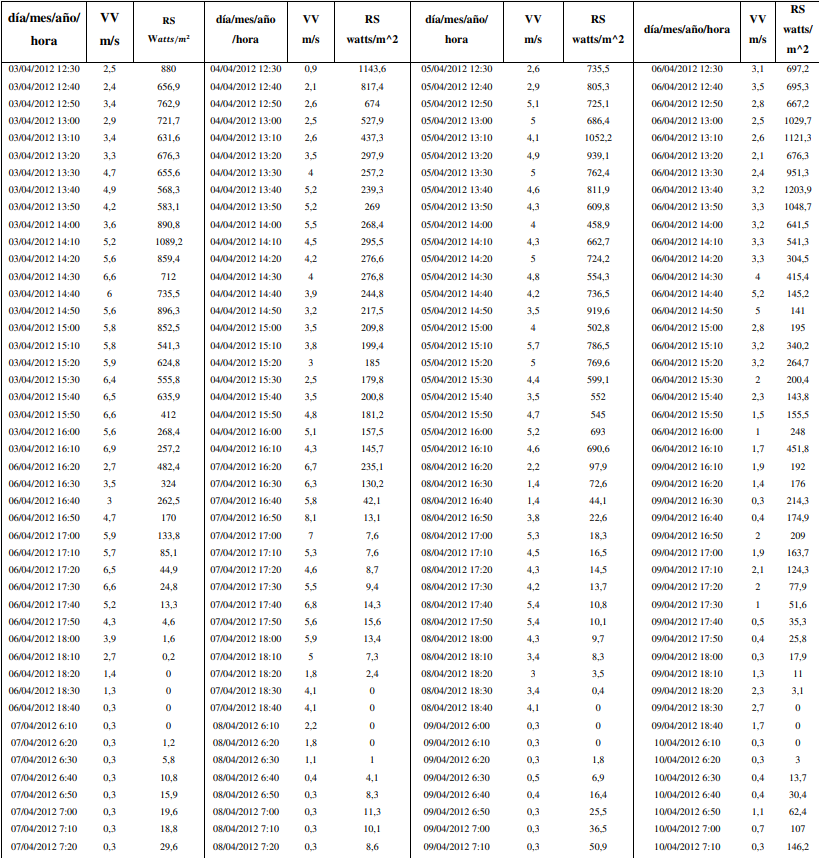 día/mes/año/ hora VV m/s RS Watts/m² día/mes/año /hora VV m/s RS watts/m^2 día/mes/año/ hora VV m/s RS watts/m^2 día/mes/año/hora VV m/s RS watts/ m^2
03/04/2012 12:30 2,5 880 04/04/2012 12:30 0,9 1143,6 05/04/2012 12:30 2,6 735,5 06/04/2012 12:30 3,1 697,2
03/04/2012 12:40 2,4 656,9 04/04/2012 12:40 2,1 817,4 05/04/2012 12:40 2,9 805,3 06/04/2012 12:40 3,5 695,3
03/04/2012 12:50 3,4 762,9 04/04/2012 12:50 2,6 674 05/04/2012 12:50 5,1 725,1 06/04/2012 12:50 2,8 667,2
03/04/2012 13:00 2,9 721,7 04/04/2012 13:00 2,5 527,9 05/04/2012 13:00 5 686,4 06/04/2012 13:00 2,5 1029,7
03/04/2012 13:10 3,4 631,6 04/04/2012 13:10 2,6 437,3 05/04/2012 13:10 4,1 1052,2 06/04/2012 13:10 2,6 1121,3
03/04/2012 13:20 3,3 676,3 04/04/2012 13:20 3,5 297,9 05/04/2012 13:20 4,9 939,1 06/04/2012 13:20 2,1 676,3
03/04/2012 13:30 4,7 655,6 04/04/2012 13:30 4 257,2 05/04/2012 13:30 5 762,4 06/04/2012 13:30 2,4 951,3
03/04/2012 13:40 4,9 568,3 04/04/2012 13:40 5,2 239,3 05/04/2012 13:40 4,6 811,9 06/04/2012 13:40 3,2 1203,9
03/04/2012 13:50 4,2 583,1 04/04/2012 13:50 5,2 269 05/04/2012 13:50 4,3 609,8 06/04/2012 13:50 3,3 1048,7
03/04/2012 14:00 3,6 890,8 04/04/2012 14:00 5,5 268,4 05/04/2012 14:00 4 458,9 06/04/2012 14:00 3,2 641,5
03/04/2012 14:10 5,2 1089,2 04/04/2012 14:10 4,5 295,5 05/04/2012 14:10 4,3 662,7 06/04/2012 14:10 3,3 541,3
03/04/2012 14:20 5,6 859,4 04/04/2012 14:20 4,2 276,6 05/04/2012 14:20 5 724,2 06/04/2012 14:20 3,3 304,5
03/04/2012 14:30 6,6 712 04/04/2012 14:30 4 276,8 05/04/2012 14:30 4,8 554,3 06/04/2012 14:30 4 415,4
03/04/2012 14:40 6 735,5 04/04/2012 14:40 3,9 244,8 05/04/2012 14:40 4,2 736,5 06/04/2012 14:40 5,2 145,2
03/04/2012 14:50 5,6 896,3 04/04/2012 14:50 3,2 217,5 05/04/2012 14:50 3,5 919,6 06/04/2012 14:50 5 141
03/04/2012 15:00 5,8 852,5 04/04/2012 15:00 3,5 209,8 05/04/2012 15:00 4 502,8 06/04/2012 15:00 2,8 195
03/04/2012 15:10 5,8 541,3 04/04/2012 15:10 3,8 199,4 05/04/2012 15:10 5,7 786,5 06/04/2012 15:10 3,2 340,2
03/04/2012 15:20 5,9 624,8 04/04/2012 15:20 3 185 05/04/2012 15:20 5 769,6 06/04/2012 15:20 3,2 264,7
03/04/2012 15:30 6,4 555,8 04/04/2012 15:30 2,5 179,8 05/04/2012 15:30 4,4 599,1 06/04/2012 15:30 2 200,4
03/04/2012 15:40 6,5 635,9 04/04/2012 15:40 3,5 200,8 05/04/2012 15:40 3,5 552 06/04/2012 15:40 2,3 143,8
03/04/2012 15:50 6,6 412 04/04/2012 15:50 4,8 181,2 05/04/2012 15:50 4,7 545 06/04/2012 15:50 1,5 155,5
03/04/2012 16:00 5,6 268,4 04/04/2012 16:00 5,1 157,5 05/04/2012 16:00 5,2 693 06/04/2012 16:00 1 248
03/04/2012 16:10 6,9 257,2 04/04/2012 16:10 4,3 145,7 05/04/2012 16:10 4,6 690,6 06/04/2012 16:10 1,7 451,8
06/04/2012 16:20 2,7 482,4 07/04/2012 16:20 6,7 235,1 08/04/2012 16:20 2,2 97,9 09/04/2012 16:10 1,9 192
06/04/2012 16:30 3,5 324 07/04/2012 16:30 6,3 130,2 08/04/2012 16:30 1,4 72,6 09/04/2012 16:20 1,4 176
06/04/2012 16:40 3 262,5 07/04/2012 16:40 5,8 42,1 08/04/2012 16:40 1,4 44,1 09/04/2012 16:30 0,3 214,3
06/04/2012 16:50 4,7 170 07/04/2012 16:50 8,1 13,1 08/04/2012 16:50 3,8 22,6 09/04/2012 16:40 0,4 174,9
06/04/2012 17:00 5,9 133,8 07/04/2012 17:00 7 7,6 08/04/2012 17:00 5,3 18,3 09/04/2012 16:50 2 209
06/04/2012 17:10 5,7 85,1 07/04/2012 17:10 5,3 7,6 08/04/2012 17:10 4,5 16,5 09/04/2012 17:00 1,9 163,7
06/04/2012 17:20 6,5 44,9 07/04/2012 17:20 4,6 8,7 08/04/2012 17:20 4,3 14,5 09/04/2012 17:10 2,1 124,3
06/04/2012 17:30 6,6 24,8 07/04/2012 17:30 5,5 9,4 08/04/2012 17:30 4,2 13,7 09/04/2012 17:20 2 77,9
06/04/2012 17:40 5,2 13,3 07/04/2012 17:40 6,8 14,3 08/04/2012 17:40 5,4 10,8 09/04/2012 17:30 1 51,6
06/04/2012 17:50 4,3 4,6 07/04/2012 17:50 5,6 15,6 08/04/2012 17:50 5,4 10,1 09/04/2012 17:40 0,5 35,3
06/04/2012 18:00 3,9 1,6 07/04/2012 18:00 5,9 13,4 08/04/2012 18:00 4,3 9,7 09/04/2012 17:50 0,4 25,8
06/04/2012 18:10 2,7 0,2 07/04/2012 18:10 5 7,3 08/04/2012 18:10 3,4 8,3 09/04/2012 18:00 0,3 17,9
06/04/2012 18:20 1,4 0 07/04/2012 18:20 1,8 2,4 08/04/2012 18:20 3 3,5 09/04/2012 18:10 1,3 11
06/04/2012 18:30 1,3 0 07/04/2012 18:30 4,1 0 08/04/2012 18:30 3,4 0,4 09/04/2012 18:20 2,3 3,1
06/04/2012 18:40 0,3 0 07/04/2012 18:40 4,1 0 08/04/2012 18:40 4,1 0 09/04/2012 18:30 2,7 0
07/04/2012 6:10 0,3 0 08/04/2012 6:10 2,2 0 09/04/2012 6:00 0,3 0 09/04/2012 18:40 1,7 0
07/04/2012 6:20 0,3 1,2 08/04/2012 6:20 1,8 0 09/04/2012 6:10 0,3 0 10/04/2012 6:10 0,3 0
07/04/2012 6:30 0,3 5,8 08/04/2012 6:30 1,1 1 09/04/2012 6:20 0,3 1,8 10/04/2012 6:20 0,3 3
07/04/2012 6:40 0,3 10,8 08/04/2012 6:40 0,4 4,1 09/04/2012 6:30 0,5 6,9 10/04/2012 6:30 0,4 13,7
07/04/2012 6:50 0,3 15,9 08/04/2012 6:50 0,3 8,3 09/04/2012 6:40 0,4 16,4 10/04/2012 6:40 0,4 30,4
07/04/2012 7:00 0,3 19,6 08/04/2012 7:00 0,3 11,3 09/04/2012 6:50 0,3 25,5 10/04/2012 6:50 1,1 62,4
07/04/2012 7:10 0,3 18,8 08/04/2012 7:10 0,3 10,1 09/04/2012 7:00 0,3 36,5 10/04/2012 7:00 0,7 107
07/04/2012 7:20 0,3 29,6 08/04/2012 7:20 0,3 8,6 09/04/2012 7:10 0,3 50,9 10/04/2012 7:10 0,3 146,2